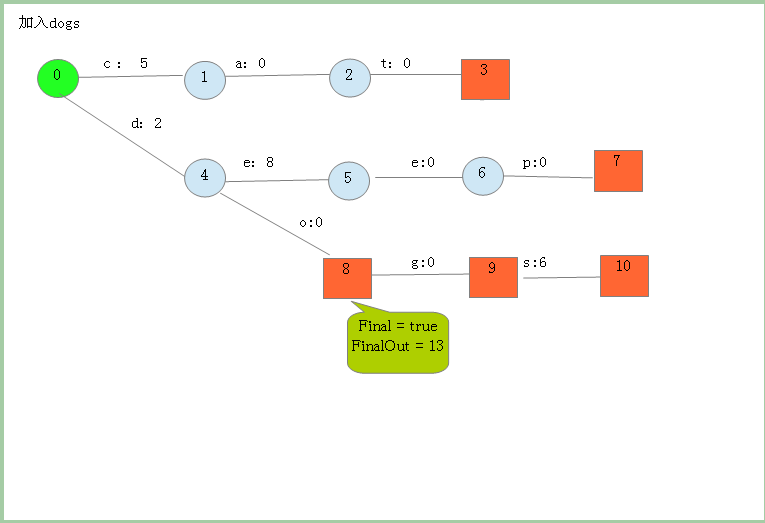 加入dogs
0
c： 5
1
a: 0
2
t: 0
3
d: 2
4
e: 8
5
e:0
6
p:0
7
o:0
8
g:0
9
s:6
10
Final = true
FinalOut = 13